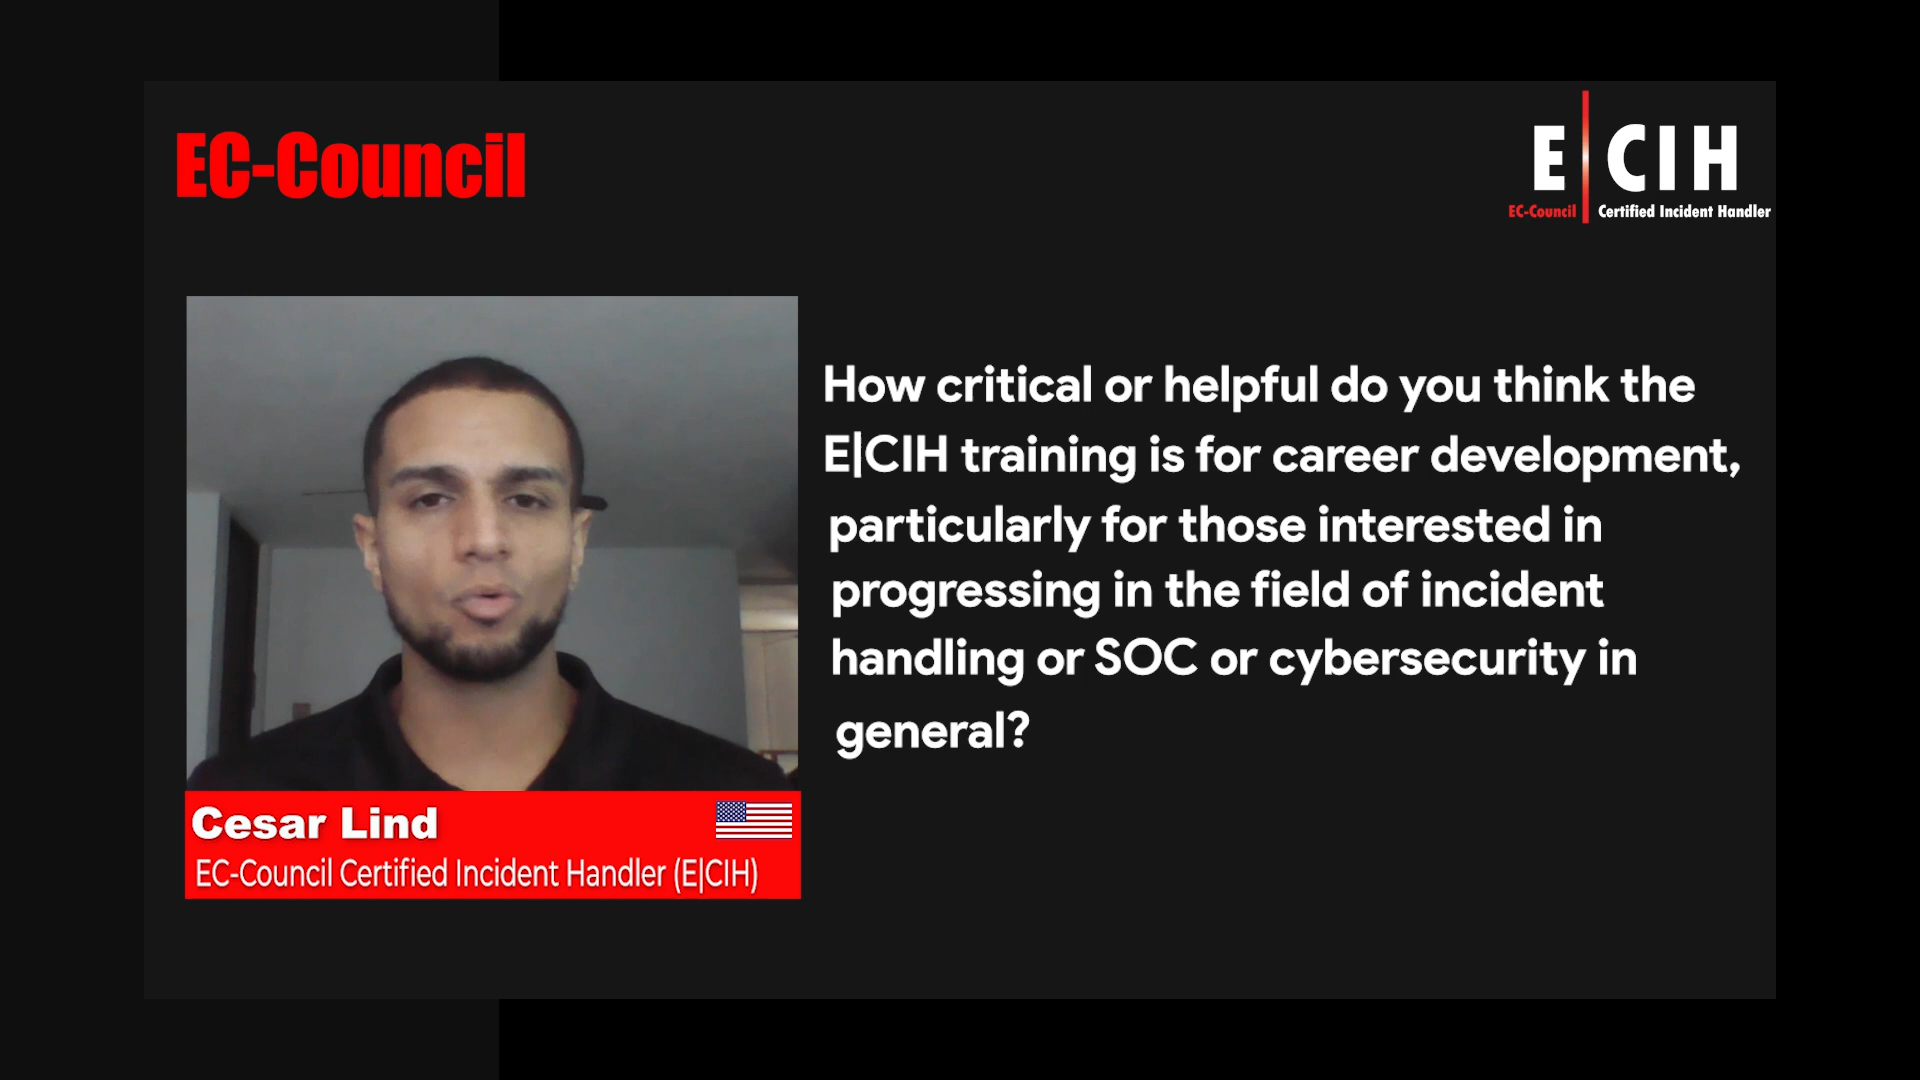 EC-Council
E|CIH
EC-Council Certified Incident Handler
How critical or helpful do you think the
E|CIH training is for career development,
particularly for those interested in
progressing in the field of incident
handling or SOC or cybersecurity in
general?
Cesar Lind
EC-Council Certified Incident Handler (E|CIH)